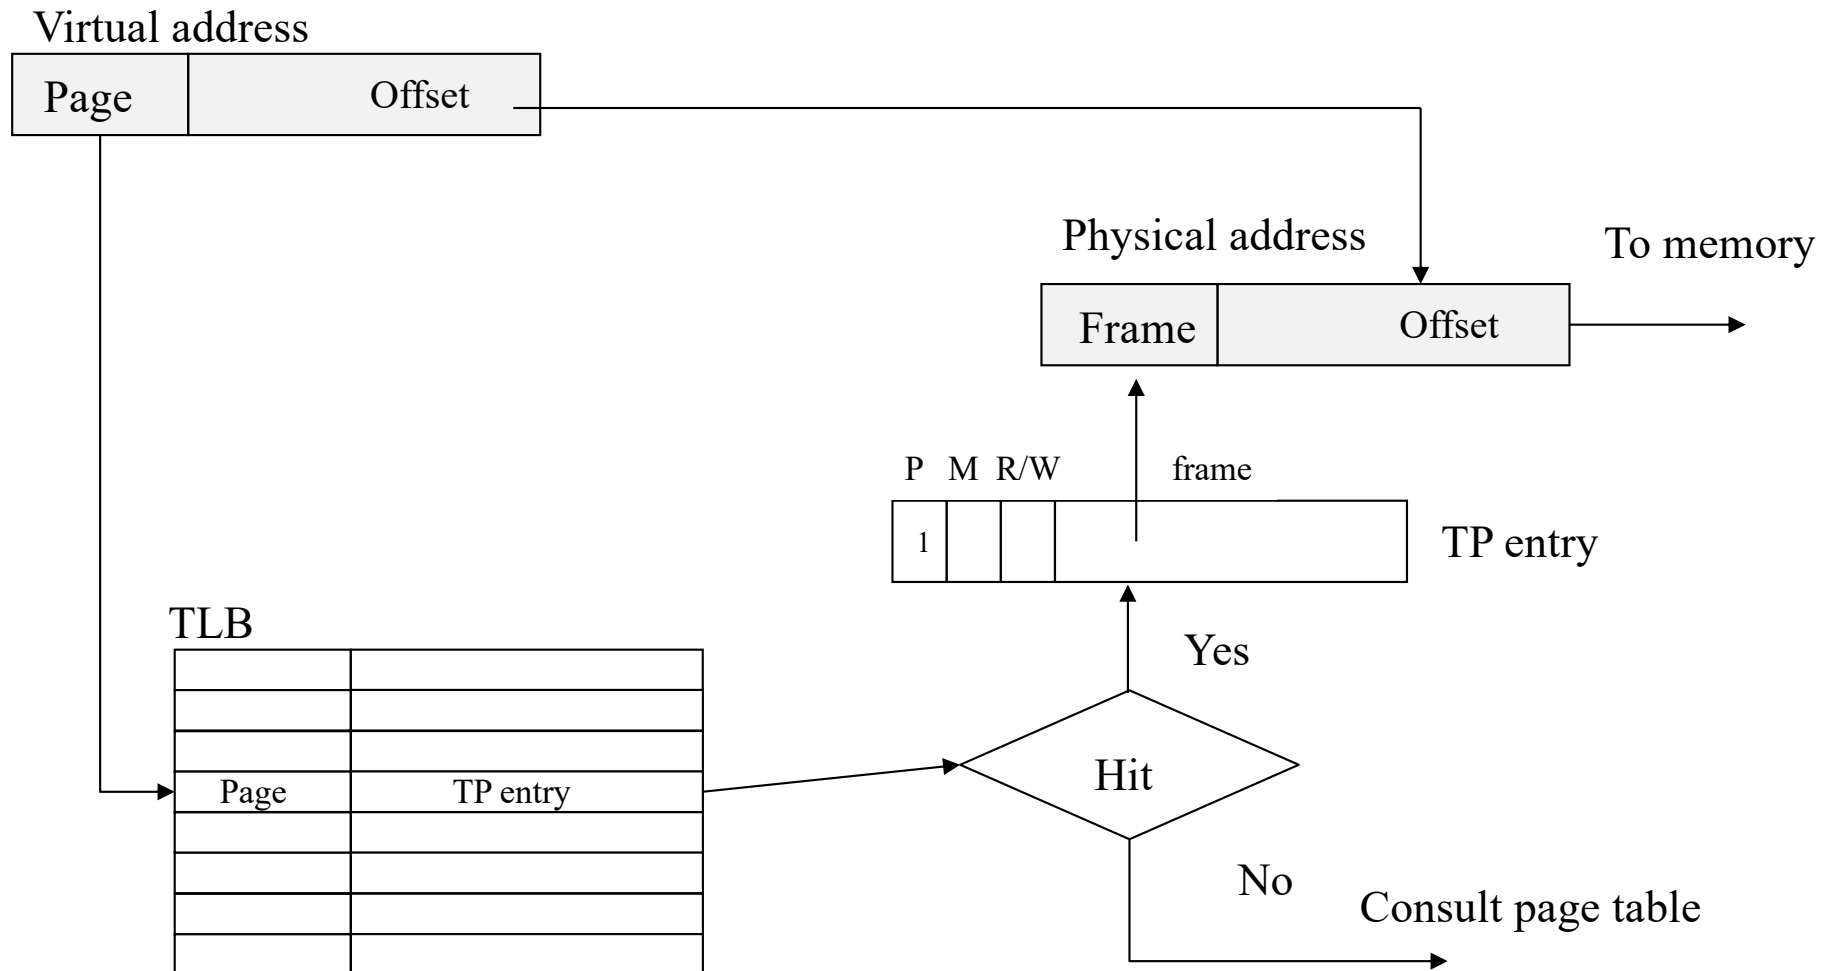 Virtual address
Page
Offset
Physical address
To memory
Frame
Offset
P M R/W frame
1
TP entry
TLB
Yes
Page
TP entry
Hit
No
Consult page table